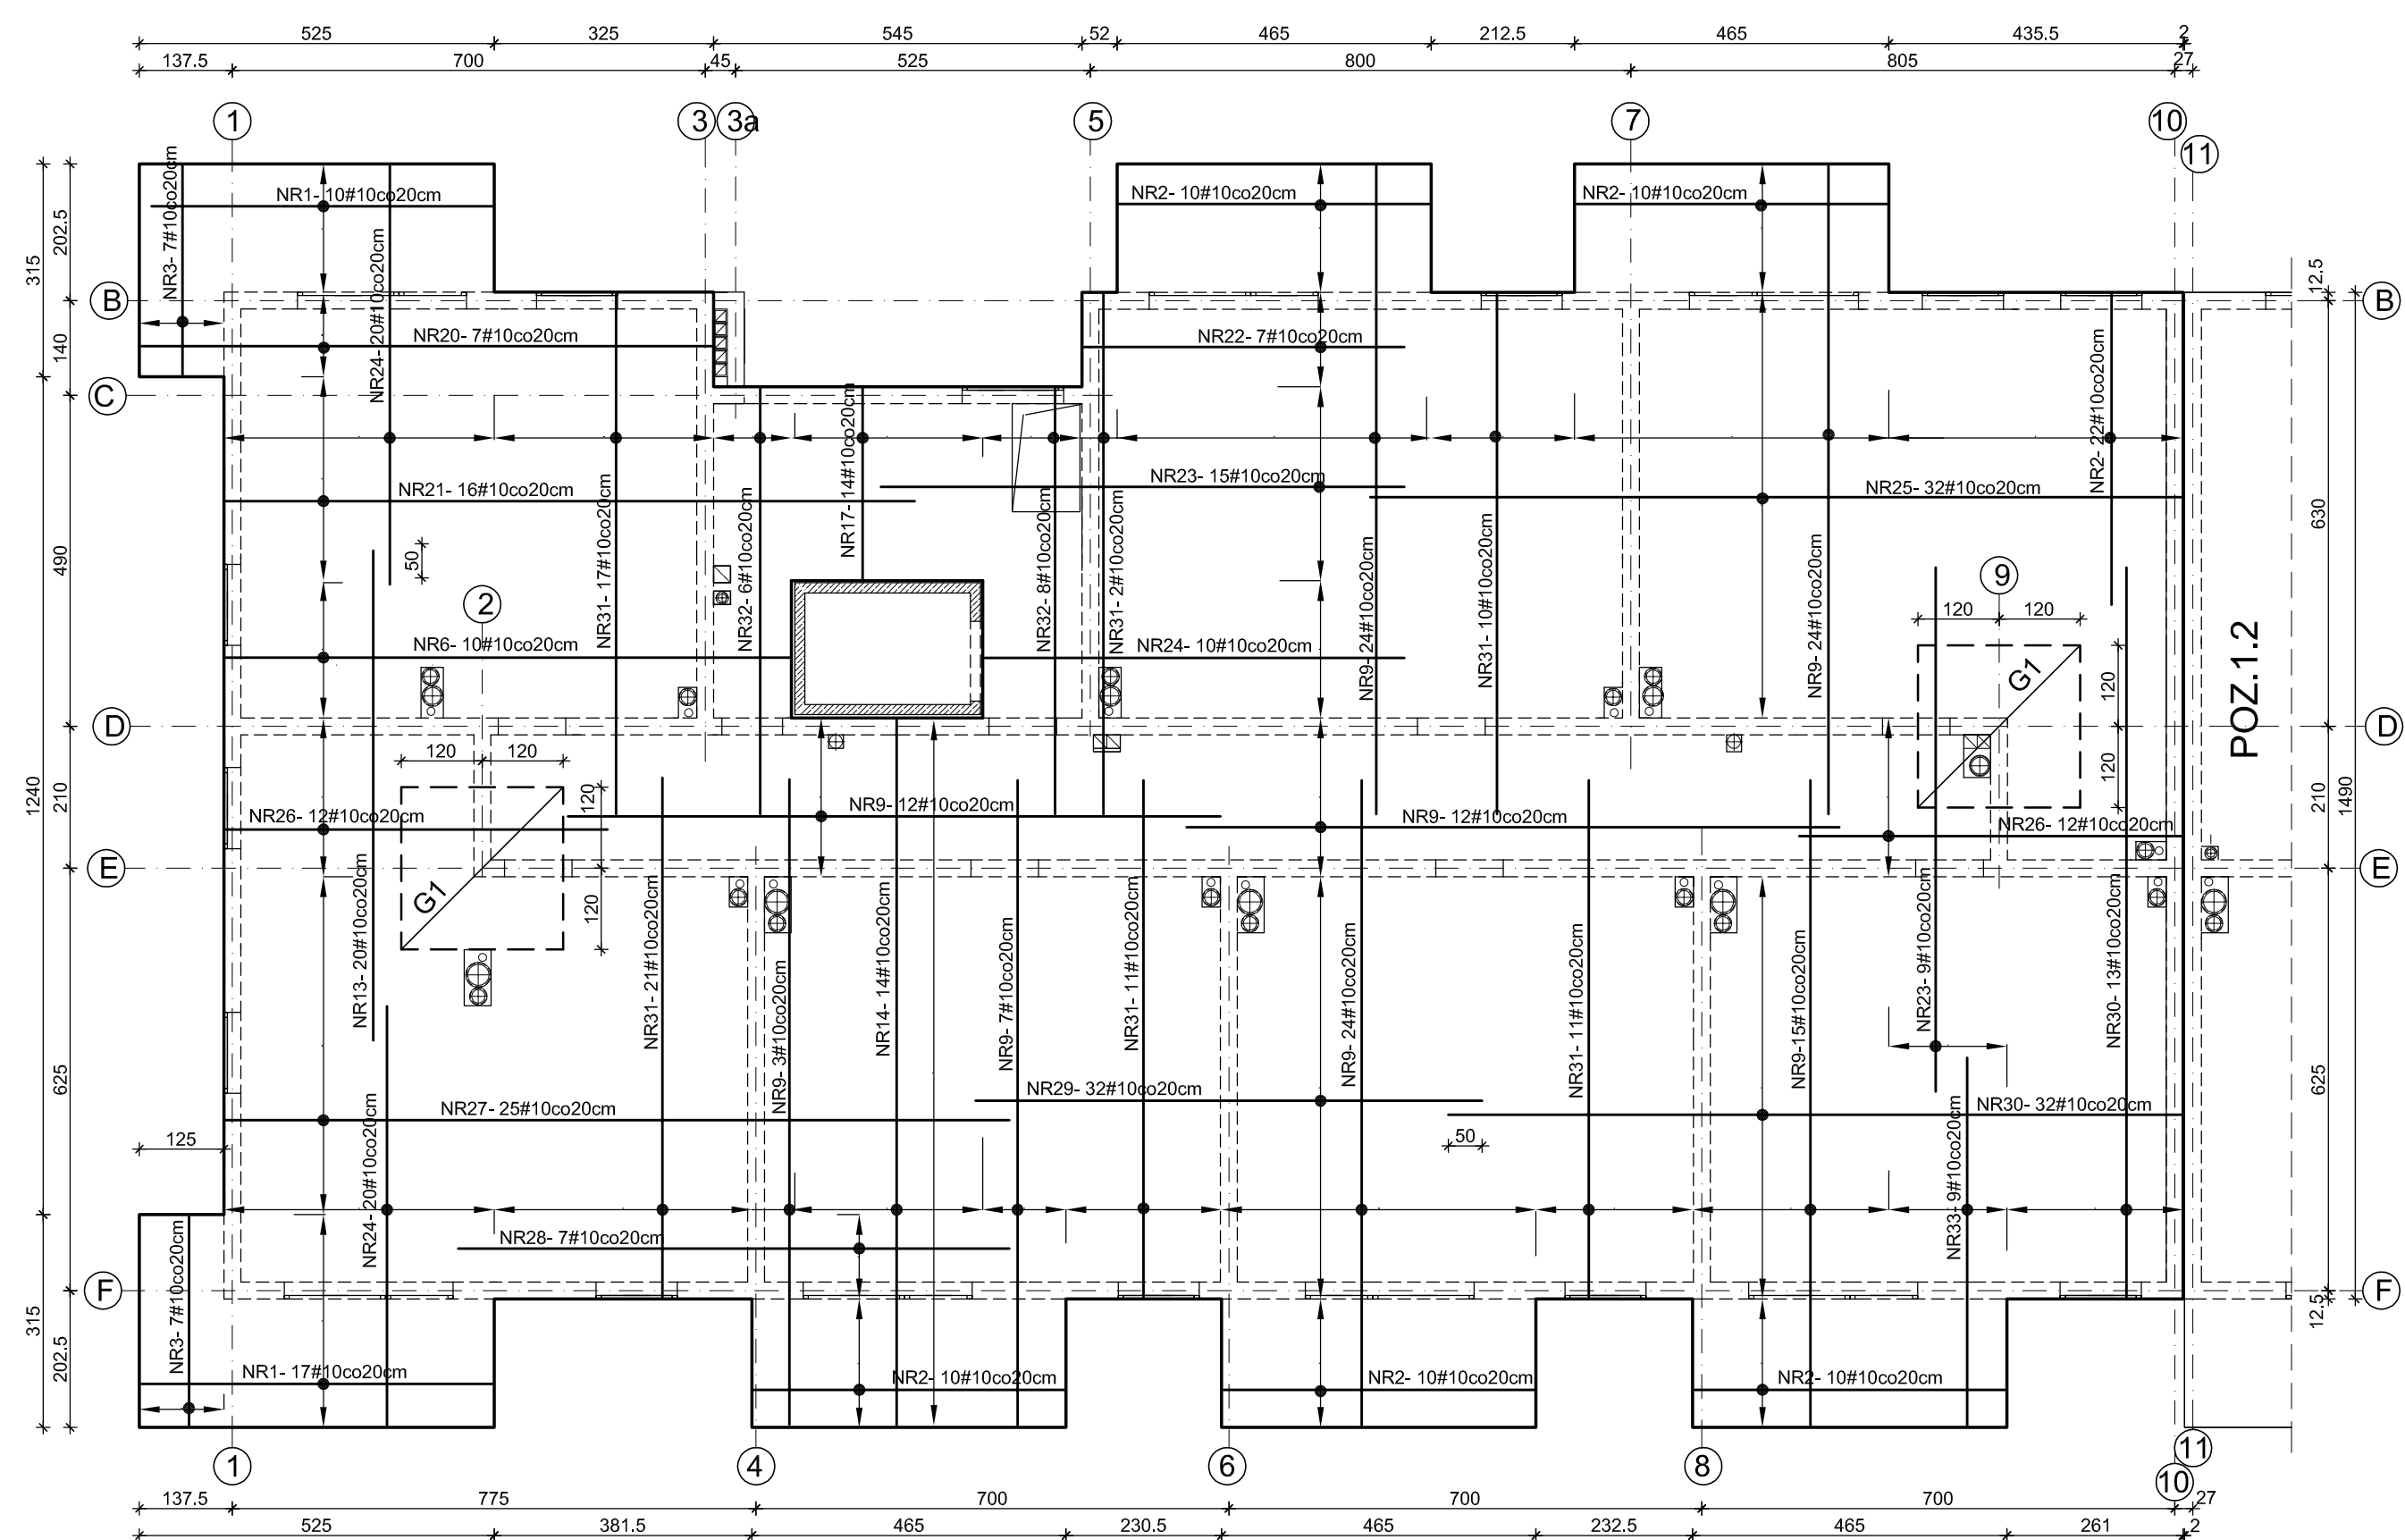 525 325 545 52 465 212.5 465 435.5 2
137.5 700 45 525 800 805 27
1 3 3a 5 7 10
11
NR3- 7#10co20cm
NR1- 10#10co20cm
NR2- 10#10co20cm
NR2- 10#10co20cm
315
202.5
12.5
B
B
NR24- 20#10co20cm
NR20- 7#10co20cm
NR22- 7#10co20cm
140
C
NR17- 14#10co20cm
NR2- 22#10co20cm
NR21- 16#10co20cm
NR23- 15#10co20cm
NR25- 32#10co20cm
630
490
50
NR31- 17#10co20cm
NR32- 6#10co20cm
NR32- 8#10co20cm
NR31- 2#10co20cm
NR9- 24#10co20cm
NR31- 10#10co20cm
NR9- 24#10co20cm
2
9
120 120
NR6- 10#10co20cm
NR24- 10#10co20cm
G1
120
POZ.1.2
D
D
120 120
120
120
1240
210
NR9- 12#10co20cm
NR9- 12#10co20cm
NR26- 12#10co20cm
NR26- 12#10co20cm
210
1490
E
E
G1
120
NR13- 20#10co20cm
NR31- 21#10co20cm
NR9- 3#10co20cm
NR14- 14#10co20cm
NR9- 7#10co20cm
NR31- 11#10co20cm
NR9- 24#10co20cm
NR31- 11#10co20cm
NR9-15#10co20cm
NR23- 9#10co20cm
NR30- 13#10co20cm
625
625
NR27- 25#10co20cm
NR29- 32#10co20cm
NR30- 32#10co20cm
125
50
NR24- 20#10co20cm
NR33- 9#10co20cm
NR28- 7#10co20cm
F
F
12.5
315
202.5
NR3- 7#10co20cm
NR1- 17#10co20cm
NR2- 10#10co20cm
NR2- 10#10co20cm
NR2- 10#10co20cm
1 4 6 8 11
10
137.5 775 700 700 700 27
525 381.5 465 230.5 465 232.5 465 261 2